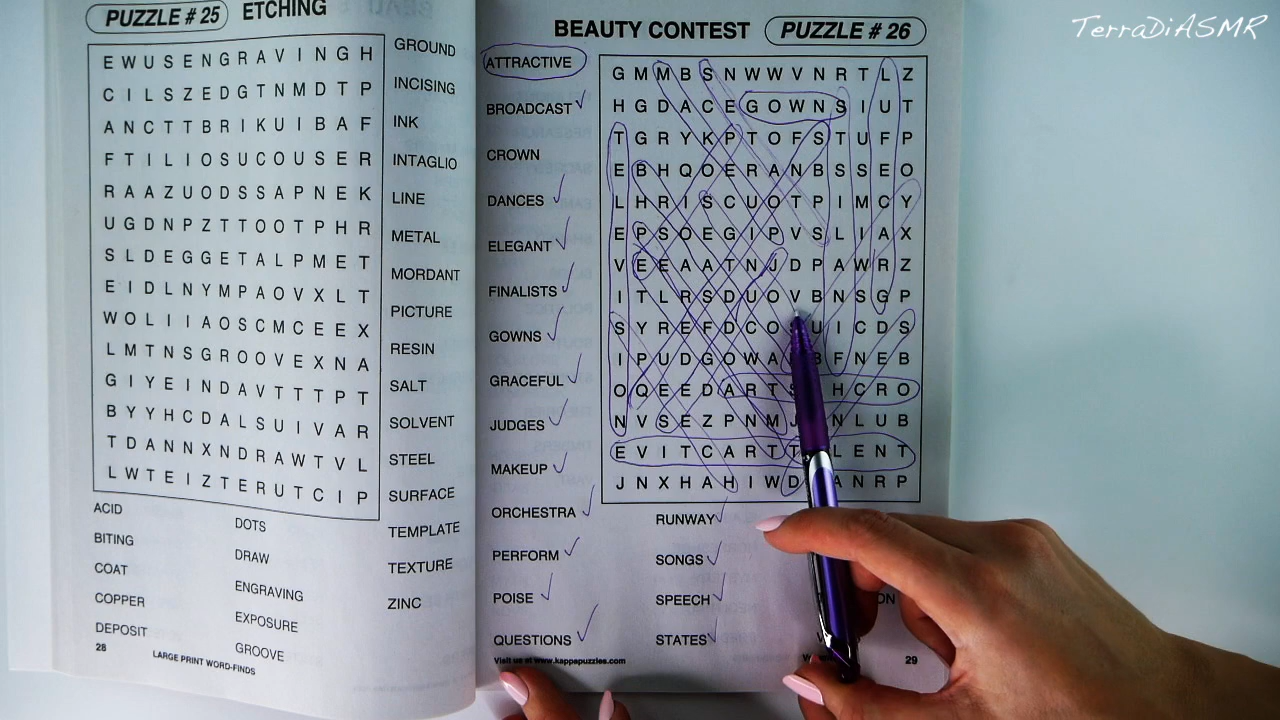 PUZZLE # 25 ETCHING
E W U S E N G R A V I N G H
C I L S Z E D G T N M D T P
A N C T T B R I K U I B A F
F T I L I O S U C O U S E R
R A A Z U O D S S A P N E K
U G D N P Z T T O O T P H R
S L D E G G E T A L P M E T
E I D L N Y M P A O V X L T
W O L I I A O S C M C E E X
L M T N S G R O O V E X N A
G I Y E I N D A V T T T P T
B Y Y H C D A L S U I V A R
T D A N N X N D R A W T V L
L W T E I Z T E R U T C I P
GROUND
INCISING
INK
INTAGLIO
LINE
METAL
MORDANT
PICTURE
RESIN
SALT
SOLVENT
STEEL
SURFACE
TEMPLATE
TEXTURE
ZINC
ACID
BITING
COAT
COPPER
DEPOSIT
DOTS
DRAW
ENGRAVING
EXPOSURE
GROOVE
28 LARGE PRINT WORD-FINDS
BEAUTY CONTEST PUZZLE # 26
ATTRACTIVE
BROADCAST
CROWN
DANCES
ELEGANT
FINALISTS
GOWNS
GRACEFUL
JUDGES
MAKEUP
ORCHESTRA
PERFORM
POISE
QUESTIONS
G M M B S N W W V N R T L Z
H G D A C E G O W N S I U T
T G R Y K P T O F S T U F P
E B H Q O E R A N B S S E O
L H R I S C U O T P I M C Y
E P S O E G I P V S L I A X
V E E A A T N J D P A W R Z
I T L R S D U O V B N S G P
S Y R E F D C O U I C D S
I P U D G O W A F N E B
O Q E E D A R T H C R O
N V S E Z P N M J N L U B
E V I T C A R T T L E N T
J N X H A H I W D A N R P
RUNWAY
SONGS
SPEECH
STATES
Visit us at www.kappapuzzles.com
29
TerraDiASMR